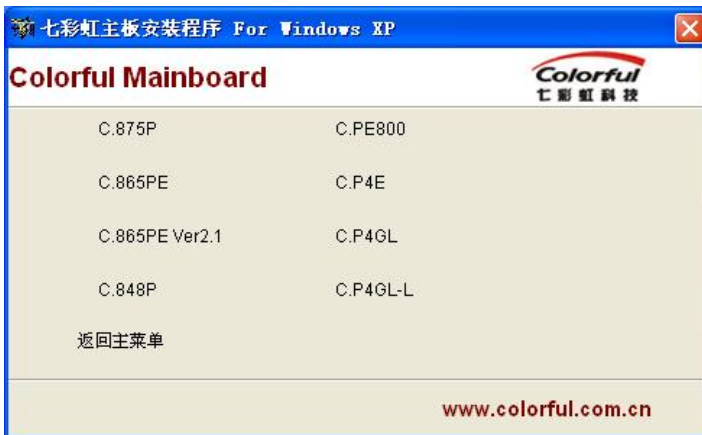 七彩虹主板安装程序 For Windows XP
Colorful Mainboard
Colorful
七彩虹科技
C.875P C.PE800
C.865PE C.P4E
C.865PE Ver2.1 C.P4GL
C.848P C.P4GL-L
返回主菜单
www.colorful.com.cn